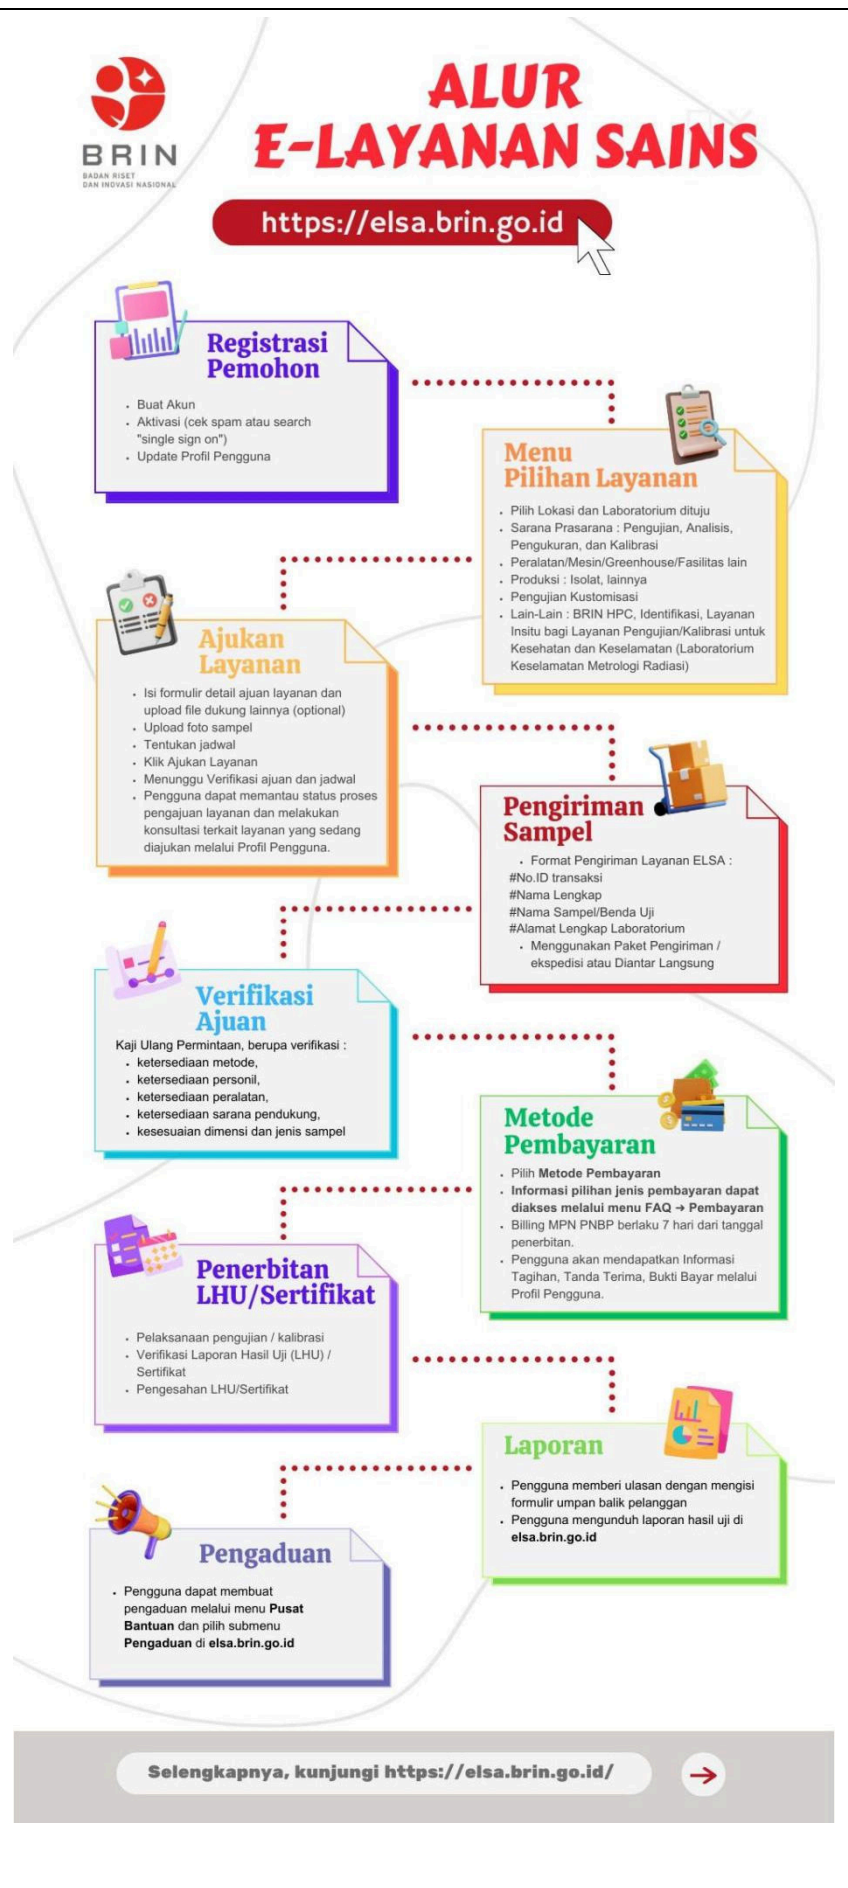 BRIN
BADAN RISET
DAN INOVASI NASIONAL
ALUR
E-LAYANAN SAINS
https://elsa.brin.go.id
Registrasi
Pemohon
• Buat Akun
• Aktivasi (cek spam atau search
"single sign on")
• Update Profil Pengguna
Menu
Pilihan Layanan
• Pilih Lokasi dan Laboratorium dituju
• Sarana Prasarana : Pengujian, Analisis,
Pengukuran, dan Kalibrasi
• Peralatan/Mesin/Greenhouse/Fasilitas lain
• Produksi : Isolat, lainnya
• Pengujian Kustomisasi
• Lain-Lain : BRIN HPC, Identifikasi, Layanan
Insitu bagi Layanan Pengujian/Kalibrasi untuk
Kesehatan dan Keselamatan (Laboratorium
Keselamatan Metrologi Radiasi)
Ajukan
Layanan
• Isi formulir detail ajuan layanan dan
upload file dukung lainnya (optional)
• Upload foto sampel
• Tentukan jadwal
• Klik Ajukan Layanan
• Menunggu Verifikasi ajuan dan jadwal
• Pengguna dapat memantau status proses
pengajuan layanan dan melakukan
konsultasi terkait layanan yang sedang
diajukan melalui Profil Pengguna.
Pengiriman
Sampel
• Format Pengiriman Layanan ELSA :
#No.ID transaksi
#Nama Lengkap
#Nama Sampel/Benda Uji
#Alamat Lengkap Laboratorium
• Menggunakan Paket Pengiriman /
ekspedisi atau Diantar Langsung
Verifikasi
Ajuan
Kaji Ulang Permintaan, berupa verifikasi :
• ketersediaan metode,
• ketersediaan personil,
• ketersediaan peralatan,
• ketersediaan sarana pendukung,
• kesesuaian dimensi dan jenis sampel
Metode
Pembayaran
• Pilih Metode Pembayaran
• Informasi pilihan jenis pembayaran dapat
diakses melalui menu FAQ → Pembayaran
• Billing MPN PNBP berlaku 7 hari dari tanggal
penerbitan.
• Pengguna akan mendapatkan Informasi
Tagihan, Tanda Terima, Bukti Bayar melalui
Profil Pengguna.
Penerbitan
LHU/Sertifikat
• Pelaksanaan pengujian / kalibrasi
• Verifikasi Laporan Hasil Uji (LHU) /
Sertifikat
• Pengesahan LHU/Sertifikat
Laporan
• Pengguna memberi ulasan dengan mengisi
formulir umpan balik pelanggan
• Pengguna mengunduh laporan hasil uji di
elsa.brin.go.id
Pengaduan
• Pengguna dapat membuat
pengaduan melalui menu Pusat
Bantuan dan pilih submenu
Pengaduan di elsa.brin.go.id
Selengkapnya, kunjungi https://elsa.brin.go.id/